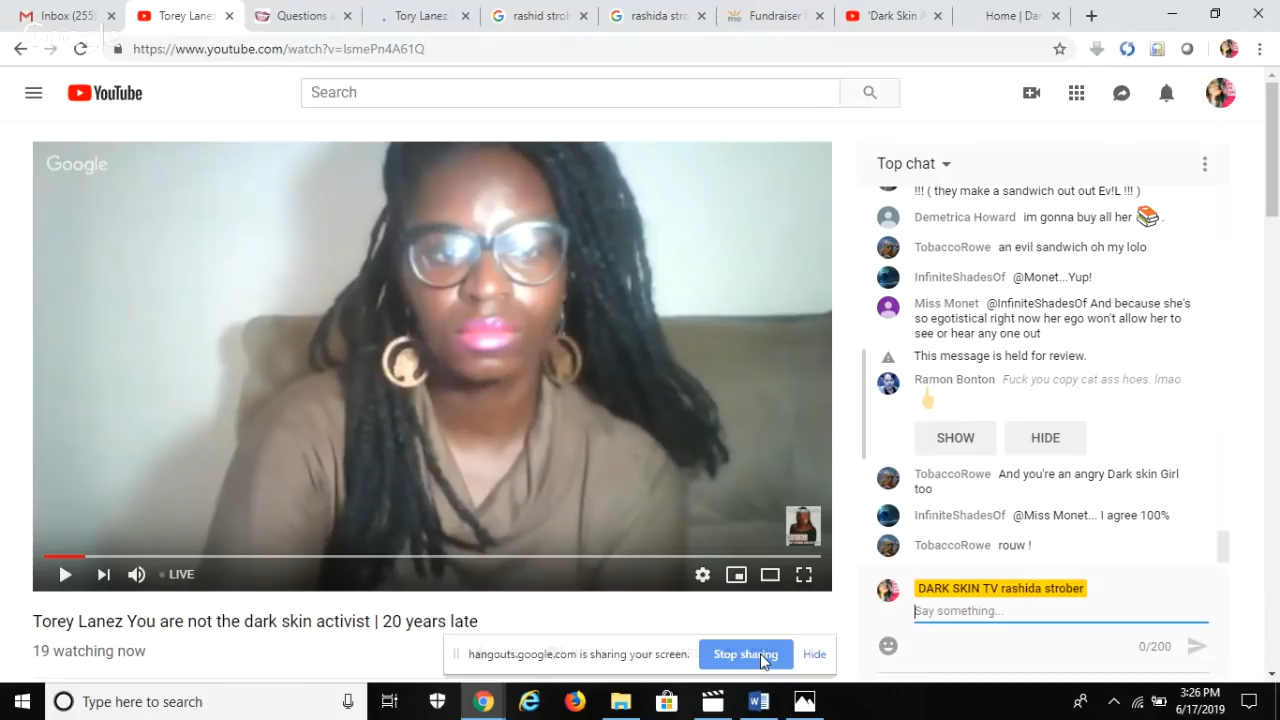 Inbox (255)
Torey Lanez
Questions a
Tory Lanez
rashid strob
rashida stro
Fundraiser
'Dark Skin A
Home | Dar
https://www.youtube.com/watch?v=IsmePn4A61Q
YouTube
Search
Google
Top chat
!!! ( they make a sandwich out out Ev!L !!! )
Demetrica Howard im gonna buy all her 📚 .
TobaccoRowe an evil sandwich oh my lolo
InfiniteShadesOf @Monet...Yup!
Miss Monet @InfiniteShadesOf And because she's
so egotistical right now her ego won't allow her to
see or hear any one out
This message is held for review.
Ramon Bonton Fuck you copy cat ass hoes. lmao
👆
SHOW HIDE
TobaccoRowe And you're an angry Dark skin Girl
too
InfiniteShadesOf @Miss Monet... I agree 100%
TobaccoRowe rouw !
DARK SKIN TV rashida strober
Say something...
0/200
LIVE
Torey Lanez You are not the dark skin activist | 20 years late
19 watching now
hangouts.google.com is sharing your screen. Stop sharing Hide
Type here to search
3:26 PM
6/17/2019